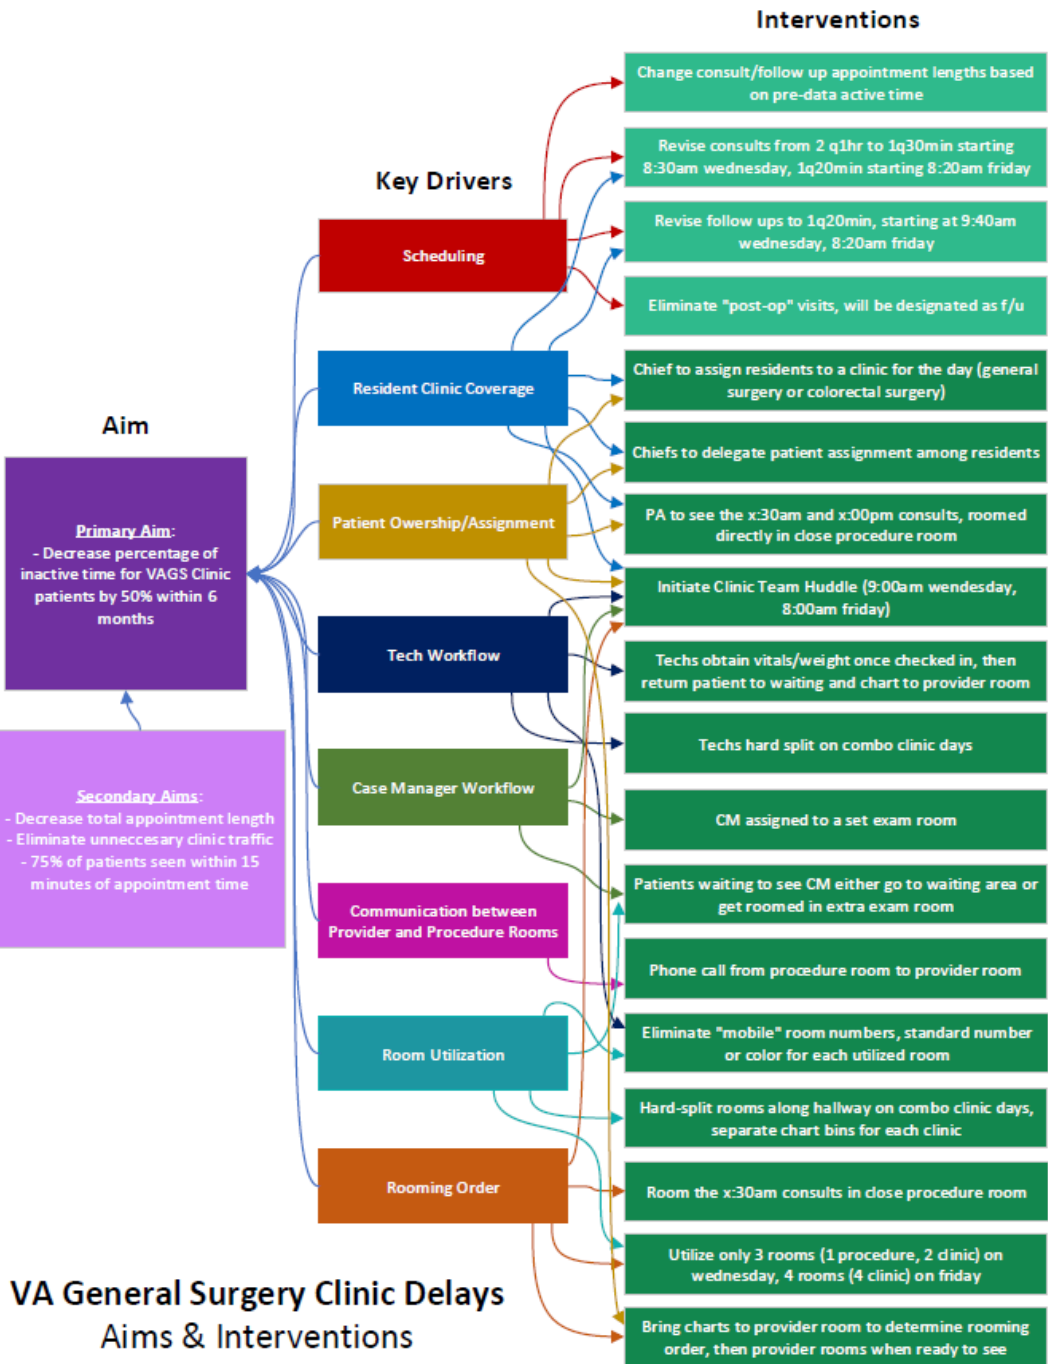 Interventions
Change consult/follow up appointment lengths based
on pre-data active time
Revise consults from 2 q1hr to 1q30min starting
8:30am wednesday, 1q20min starting 8:20am friday
Key Drivers
Scheduling
Revise follow ups to 1q20min, starting at 9:40am
wednesday, 8:20am friday
Eliminate "post-op" visits, will be designated as f/u
Resident Clinic Coverage
Chief to assign residents to a clinic for the day (general
surgery or colorectal surgery)
Aim
Chiefs to delegate patient assignment among residents
Primary Aim:
- Decrease percentage of
inactive time for VAGS Clinic
patients by 50% within 6
months
Patient Owership/Assignment
PA to see the x:30am and x:00pm consults, roomed
directly in close procedure room
Initiate Clinic Team Huddle (9:00am wendesday,
8:00am friday)
Tech Workflow
Techs obtain vitals/weight once checked in, then
return patient to waiting and chart to provider room
Techs hard split on combo clinic days
Secondary Aims:
- Decrease total appointment length
- Eliminate unneccesary clinic traffic
- 75% of patients seen within 15
minutes of appointment time
Case Manager Workflow
CM assigned to a set exam room
Patients waiting to see CM either go to waiting area or
get roomed in extra exam room
Communication between
Provider and Procedure Rooms
Phone call from procedure room to provider room
Room Utilization
Eliminate "mobile" room numbers, standard number
or color for each utilized room
Hard-split rooms along hallway on combo clinic days,
separate chart bins for each clinic
Rooming Order
Room the x:30am consults in close procedure room
Utilize only 3 rooms (1 procedure, 2 clinic) on
wednesday, 4 rooms (4 clinic) on friday
Bring charts to provider room to determine rooming
order, then provider rooms when ready to see
VA General Surgery Clinic Delays
Aims & Interventions